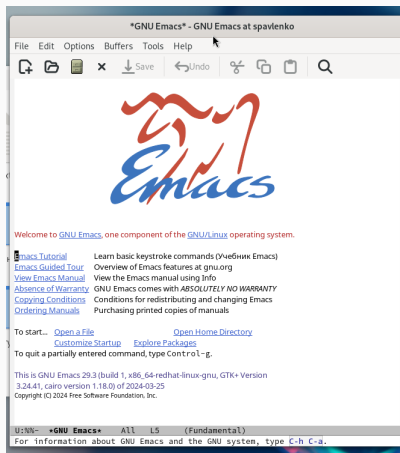 *GNU Emacs* - GNU Emacs at spavlenko
File Edit Options Buffers Tools Help
Save Undo
Emacs
Welcome to GNU Emacs, one component of the GNU/Linux operating system.
Emacs Tutorial Learn basic keystroke commands (Учебник Emacs)
Emacs Guided Tour Overview of Emacs features at gnu.org
View Emacs Manual View the Emacs manual using Info
Absence of Warranty GNU Emacs comes with ABSOLUTELY NO WARRANTY
Copying Conditions Conditions for redistributing and changing Emacs
Ordering Manuals Purchasing printed copies of manuals
To start... Open a File Open Home Directory
Customize Startup Explore Packages
To quit a partially entered command, type Control-g.
This is GNU Emacs 29.3 (build 1, x86_64-redhat-linux-gnu, GTK+ Version
3.24.41, cairo version 1.18.0) of 2024-03-25
Copyright (C) 2024 Free Software Foundation, Inc.
U:%%- *GNU Emacs* All L5 (Fundamental)
For information about GNU Emacs and the GNU system, type C-h C-a.